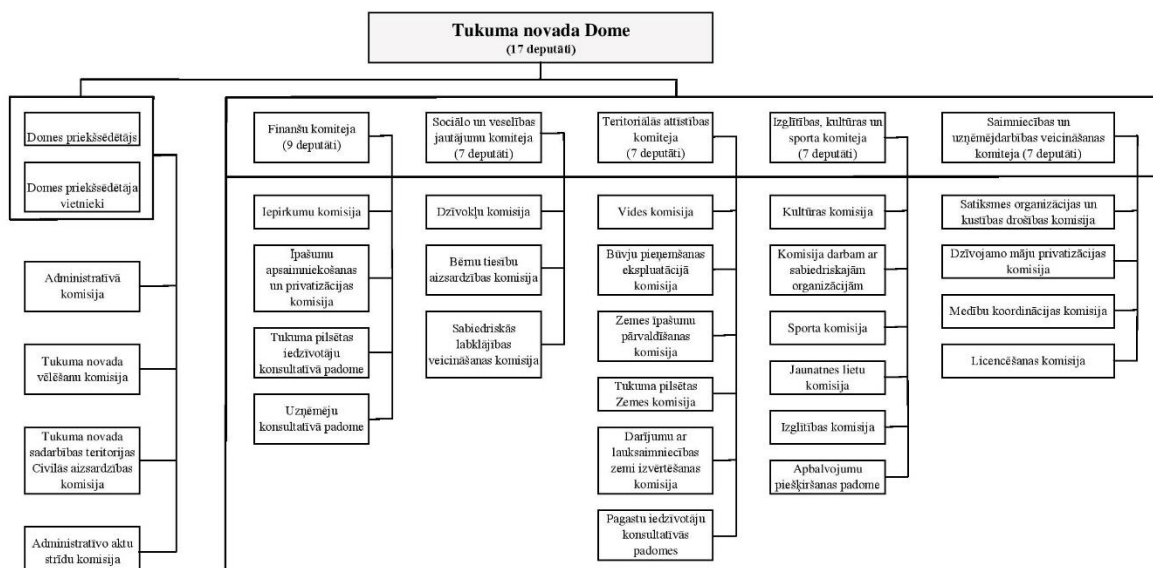 Tukuma novada Dome
(17 deputāti)
Domes priekšsēdētājs
Domes priekšsēdētāja
vietnieki
Administratīvā
komisija
Tukuma novada
vēlēšanu komisija
Tukuma novada
sadarbības teritorijas
Civilās aizsardzības
komisija
Administratīvo aktu
strīdu komisija
Finanšu komiteja
(9 deputāti)
Iepirkumu komisija
Īpašumu
apsaimniekošanas
un privatizācijas
komisija
Tukuma pilsētas
iedzīvotāju
konsultatīvā padome
Uzņēmēju
konsultatīvā padome
Sociālo un veselības
jautājumu komiteja
(7 deputāti)
Dzīvokļu komisija
Bērnu tiesību
aizsardzības komisija
Sabiedriskās
labklājības
veicināšanas komisija
Teritoriālās attīstības
komiteja
(7 deputāti)
Vides komisija
Būvju pieņemšanas
ekspluatācijā
komisija
Zemes īpašumu
pārvaldīšanas
komisija
Tukuma pilsētas
Zemes komisija
Darījumu ar
lauksaimniecības
zemi izvērtēšanas
komisija
Pagastu iedzīvotāju
konsultatīvās
padomes
Izglītības, kultūras un
sporta komiteja
(7 deputāti)
Kultūras komisija
Komisija darbam ar
sabiedriskajām
organizācijām
Sporta komisija
Jaunatnes lietu
komisija
Izglītības komisija
Apbalvojumu
piešķiršanas padome
Saimniecības un
uzņēmējdarbības veicināšanas
komiteja (7 deputāti)
Satiksmes organizācijas un
kustības drošības komisija
Dzīvojamo māju privatizācijas
komisija
Medību koordinācijas komisija
Licencēšanas komisija